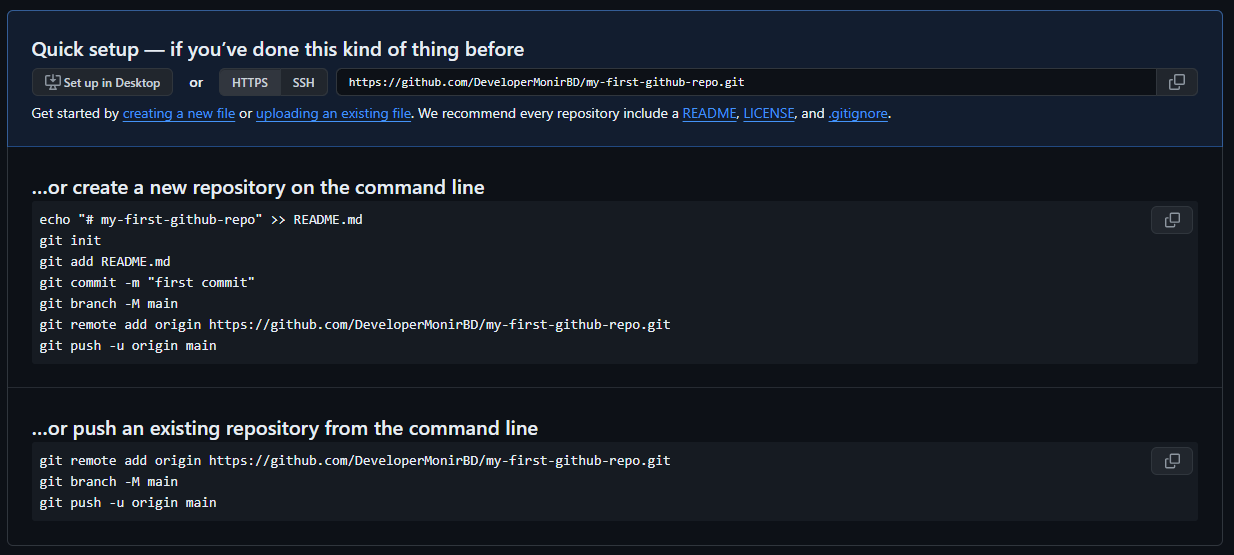 Quick setup — if you’ve done this kind of thing before
Set up in Desktop or HTTPS SSH https://github.com/DeveloperMonirBD/my-first-github-repo.git
Get started by creating a new file or uploading an existing file. We recommend every repository include a README, LICENSE, and .gitignore.
…or create a new repository on the command line
echo "# my-first-github-repo" >> README.md
git init
git add README.md
git commit -m "first commit"
git branch -M main
git remote add origin https://github.com/DeveloperMonirBD/my-first-github-repo.git
git push -u origin main
…or push an existing repository from the command line
git remote add origin https://github.com/DeveloperMonirBD/my-first-github-repo.git
git branch -M main
git push -u origin main